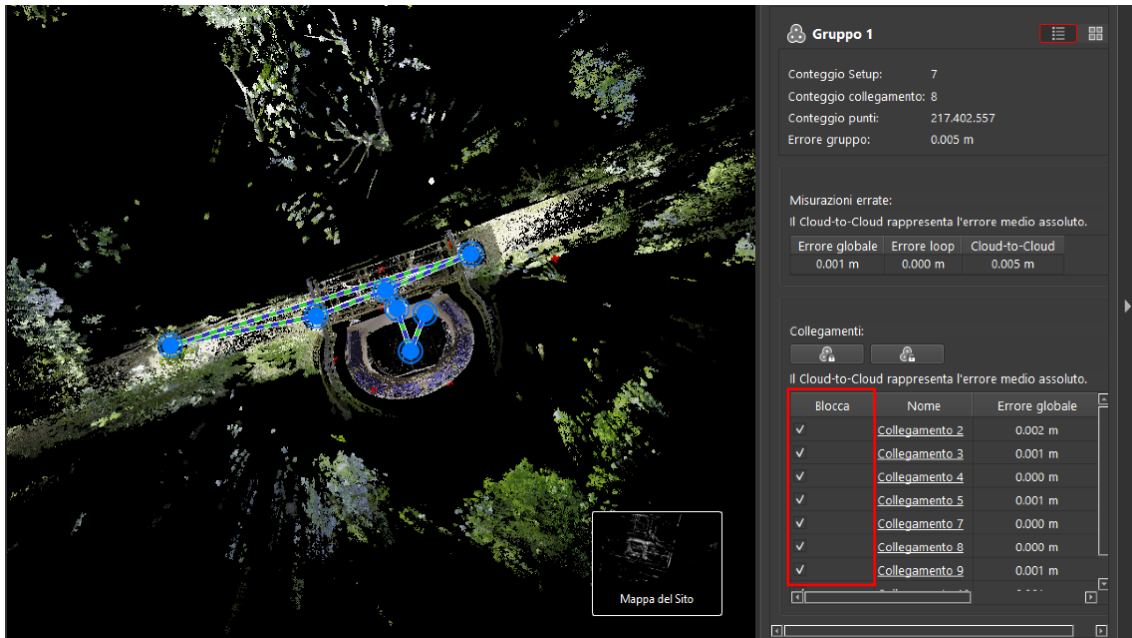 Gruppo 1
Conteggio Setup: 7
Conteggio collegamento: 8
Conteggio punti: 217.402.557
Errore gruppo: 0.005 m
Misurazioni errate:
Il Cloud-to-Cloud rappresenta l'errore medio assoluto.
Errore globale Errore loop Cloud-to-Cloud
0.001 m 0.000 m 0.005 m
Collegamenti:
Il Cloud-to-Cloud rappresenta l'errore medio assoluto.
Blocca Nome Errore globale
Collegamento 2 0.002 m
Collegamento 3 0.001 m
Collegamento 4 0.000 m
Collegamento 5 0.001 m
Collegamento 7 0.000 m
Collegamento 8 0.000 m
Collegamento 9 0.001 m
Mappa del Sito